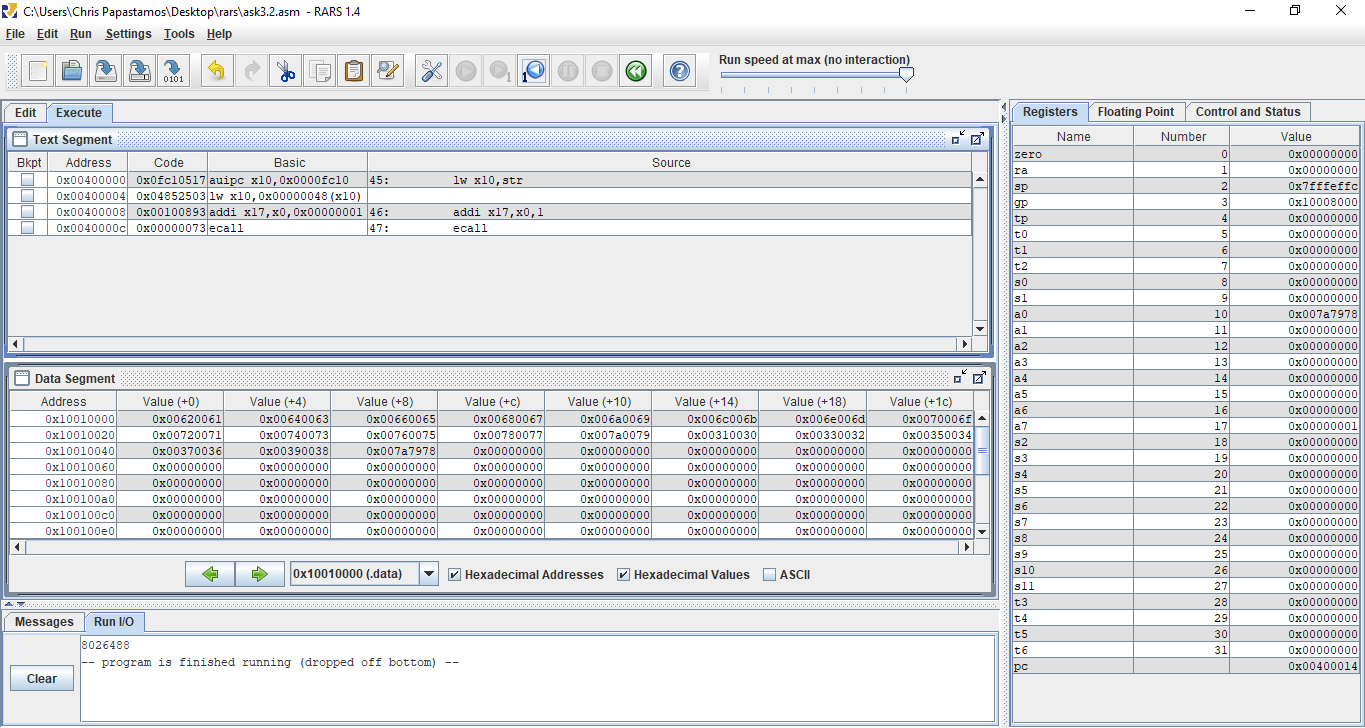 C:\Users\Chris Papastamos\Desktop\rars\ask3.2.asm - RARS 1.4
File Edit Run Settings Tools Help
Run speed at max (no interaction)
Edit Execute
Text Segment
Bkpt Address Code Basic Source
0x00400000 0x0fc10517 auipc x10,0x0000fc10 45: lw x10,str
0x00400004 0x04852503 lw x10,0x00000048(x10)
0x00400008 0x00100893 addi x17,x0,0x00000001 46: addi x17,x0,1
0x0040000c 0x00000073 ecall 47: ecall
Data Segment
Address Value (+0) Value (+4) Value (+8) Value (+c) Value (+10) Value (+14) Value (+18) Value (+1c)
0x10010000 0x00620061 0x00640063 0x00660065 0x00680067 0x006a0069 0x006c006b 0x006e006d 0x0070006f
0x10010020 0x00720071 0x00740073 0x00760075 0x00780077 0x007a0079 0x00310030 0x00330032 0x00350034
0x10010040 0x00370036 0x00390038 0x007a7978 0x00000000 0x00000000 0x00000000 0x00000000 0x00000000
0x10010060 0x00000000 0x00000000 0x00000000 0x00000000 0x00000000 0x00000000 0x00000000 0x00000000
0x10010080 0x00000000 0x00000000 0x00000000 0x00000000 0x00000000 0x00000000 0x00000000 0x00000000
0x100100a0 0x00000000 0x00000000 0x00000000 0x00000000 0x00000000 0x00000000 0x00000000 0x00000000
0x100100c0 0x00000000 0x00000000 0x00000000 0x00000000 0x00000000 0x00000000 0x00000000 0x00000000
0x100100e0 0x00000000 0x00000000 0x00000000 0x00000000 0x00000000 0x00000000 0x00000000 0x00000000
0x10010000 (.data) Hexadecimal Addresses Hexadecimal Values ASCII
Messages Run I/O
8026488
-- program is finished running (dropped off bottom) --
Clear
Registers Floating Point Control and Status
Name Number Value
zero 0 0x00000000
ra 1 0x00000000
sp 2 0x7fffeffc
gp 3 0x10008000
tp 4 0x00000000
t0 5 0x00000000
t1 6 0x00000000
t2 7 0x00000000
s0 8 0x00000000
s1 9 0x00000000
a0 10 0x007a7978
a1 11 0x00000000
a2 12 0x00000000
a3 13 0x00000000
a4 14 0x00000000
a5 15 0x00000000
a6 16 0x00000000
a7 17 0x00000001
s2 18 0x00000000
s3 19 0x00000000
s4 20 0x00000000
s5 21 0x00000000
s6 22 0x00000000
s7 23 0x00000000
s8 24 0x00000000
s9 25 0x00000000
s10 26 0x00000000
s11 27 0x00000000
t3 28 0x00000000
t4 29 0x00000000
t5 30 0x00000000
t6 31 0x00000000
pc 0x00400014